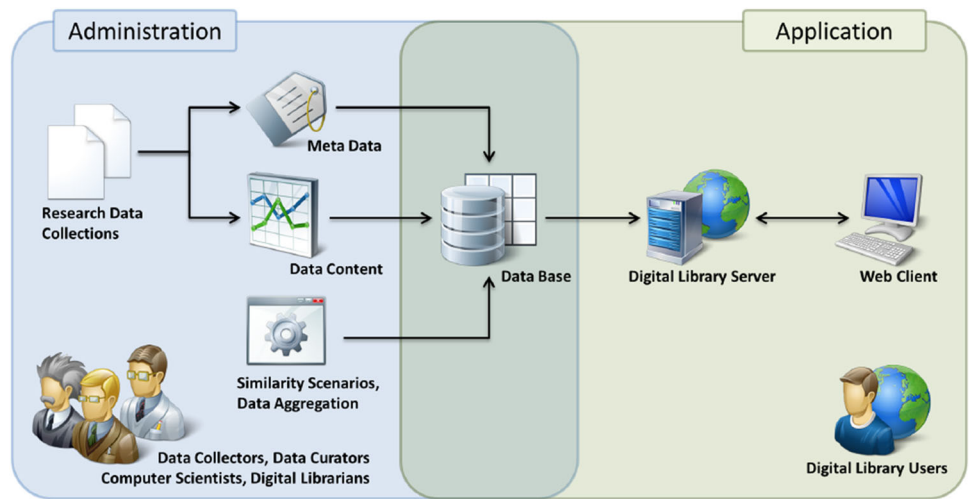 Administration
Application
Meta Data
Research Data
Collections
Data Content
Data Base
Digital Library Server
Web Client
Similarity Scenarios,
Data Aggregation
Data Collectors, Data Curators
Computer Scientists, Digital Librarians
Digital Library Users